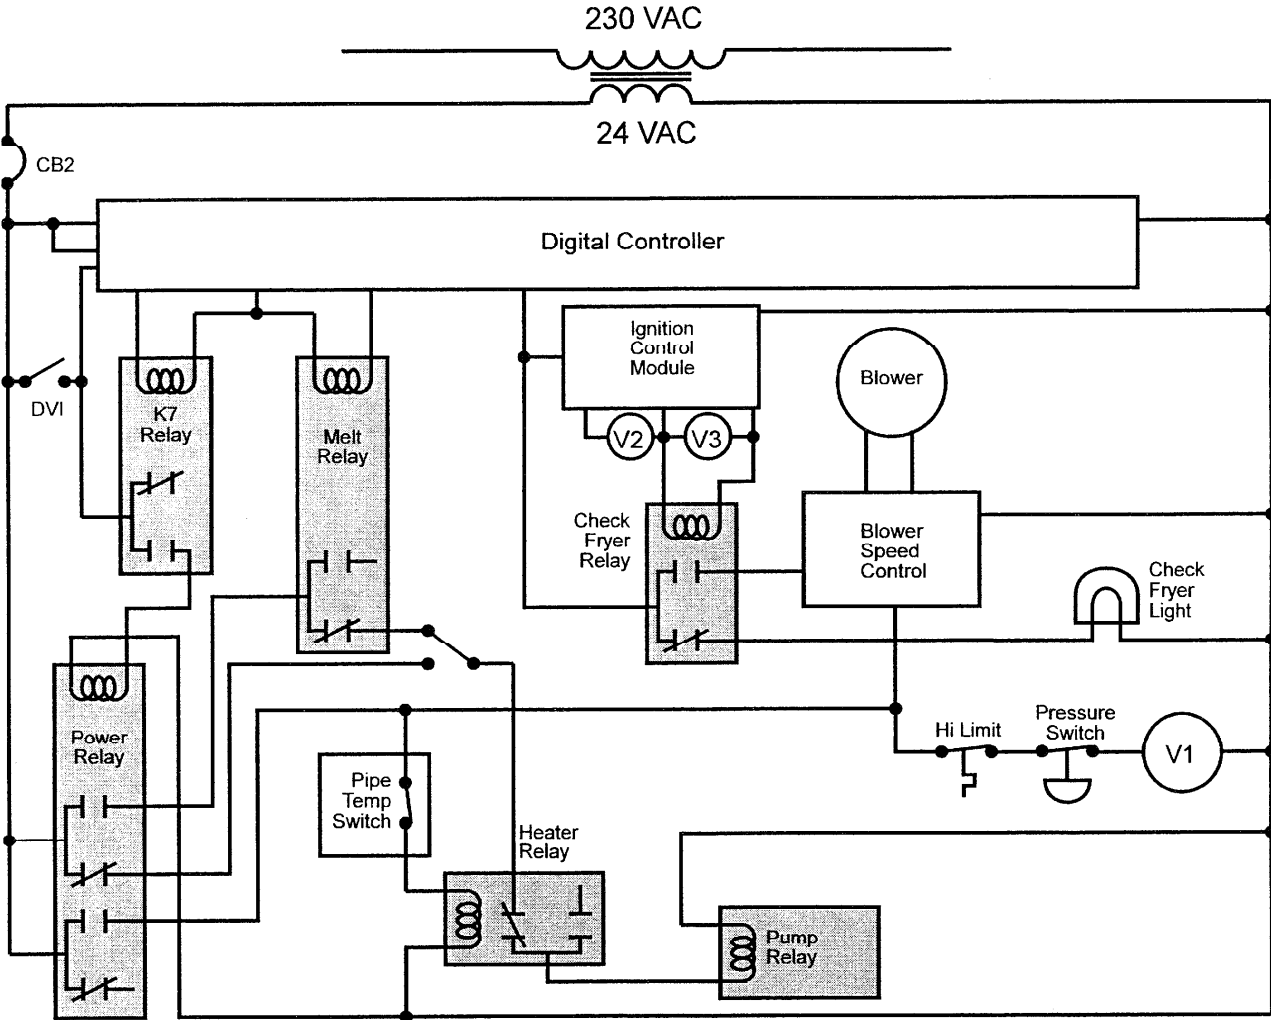 230 VAC
24 VAC
CB2
Digital Controller
Ignition
Control
Module
Blower
DVI
K7
Relay
Melt
Relay
V2
V3
Check
Fryer
Relay
Blower
Speed
Control
Check
Fryer
Light
Power
Relay
Pipe
Temp
Switch
Hi Limit
Pressure
Switch
V1
Heater
Relay
Pump
Relay